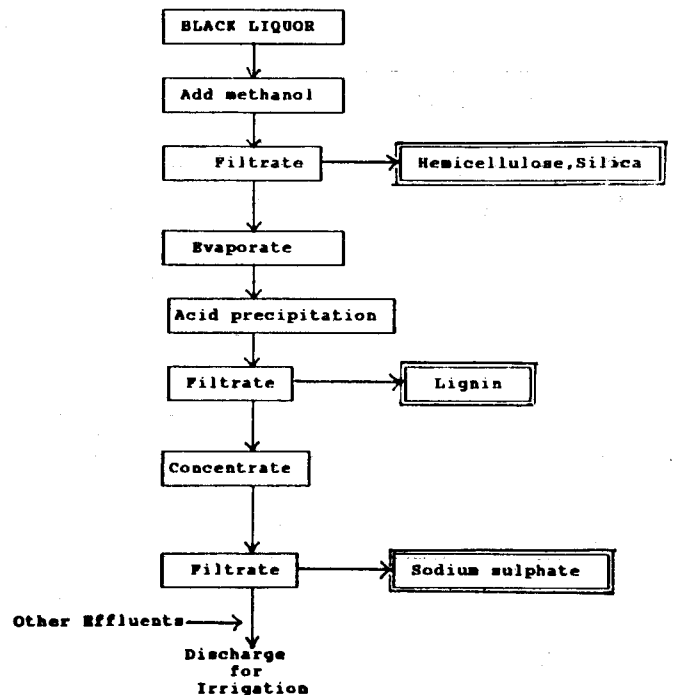 BLACK LIQUOR
Add methanol
Filtrate
Hemicellulose,Silica
Evaporate
Acid precipitation
Filtrate
Lignin
Concentrate
Filtrate
Sodium sulphate
Other Effluents
Discharge
for
Irrigation